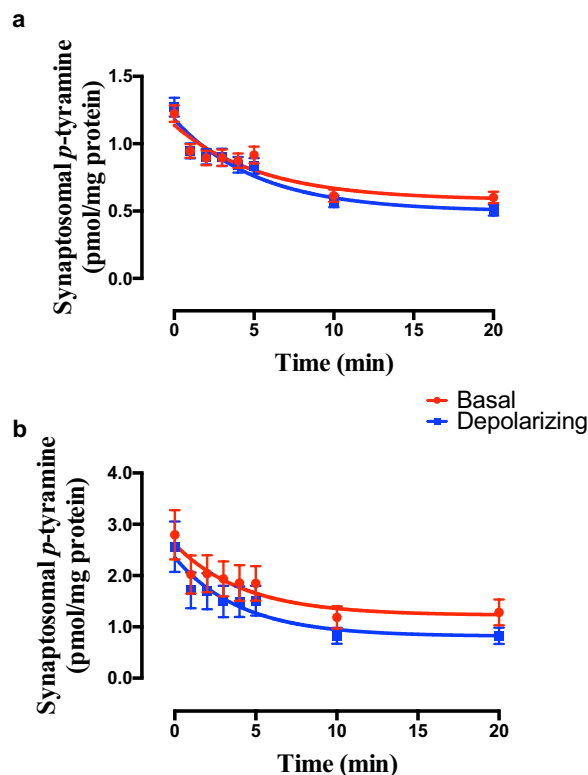 a
Synaptosomal p-tyramine
(pmol/mg protein)
1.5
1.0
0.5
0.0
0
5
10
15
20
Time (min)
Basal
Depolarizing
b
Synaptosomal p-tyramine
(pmol/mg protein)
4.0
3.0
2.0
1.0
0.0
0
5
10
15
20
Time (min)